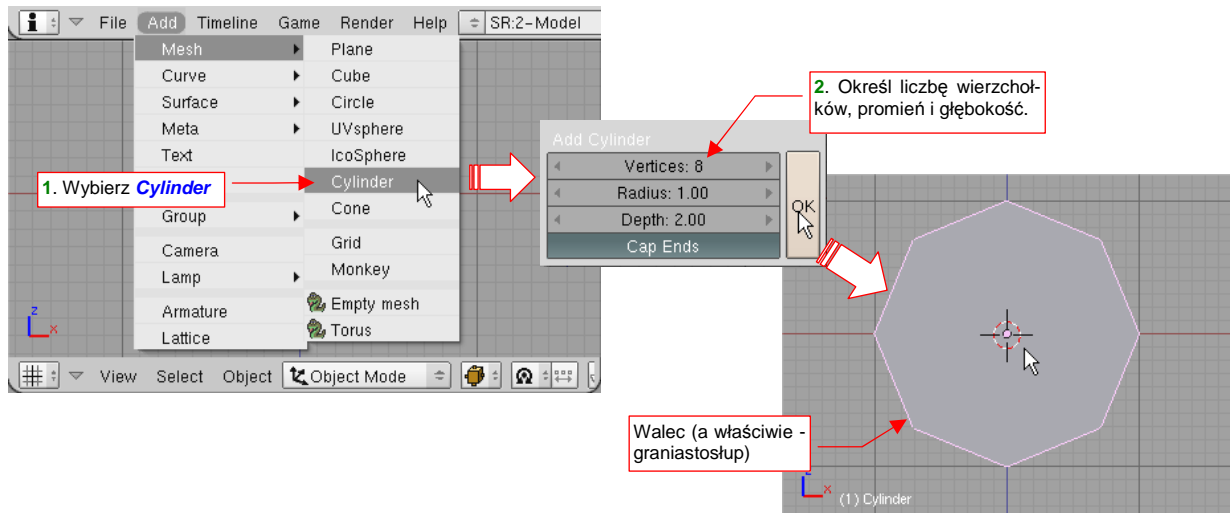 File Add Timeline Game Render Help SR:2-Model
Mesh
Curve
Surface
Meta
Text
Group
Camera
Lamp
Armature
Lattice
Plane
Cube
Circle
UVsphere
IcoSphere
Cylinder
Cone
Grid
Monkey
Empty mesh
Torus
1. Wybierz Cylinder
z
x
View Select Object Object Mode
2. Określ liczbę wierzchoł-
ków, promień i głębokość.
Add Cylinder
Vertices: 8
Radius: 1.00
Depth: 2.00
Cap Ends
OK
Walec (a właściwie -
graniastosłup)
z
x
(1) Cylinder